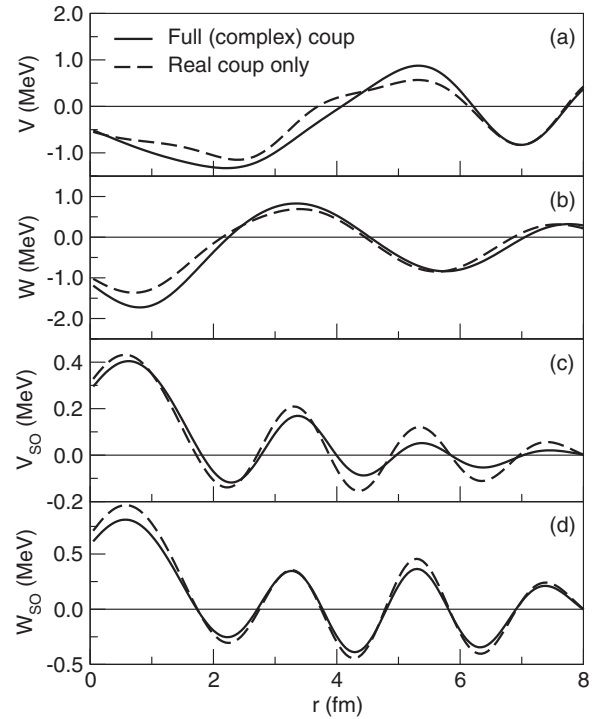 2.0
Full (complex) coup
(a)
Real coup only
1.0
0.0
-1.0
V (MeV)
1.0
(b)
0.0
-1.0
-2.0
W (MeV)
0.4
(c)
0.2
0.0
-0.2
V_SO (MeV)
(d)
0.5
0.0
-0.5
W_SO (MeV)
0 2 4 6 8
r (fm)